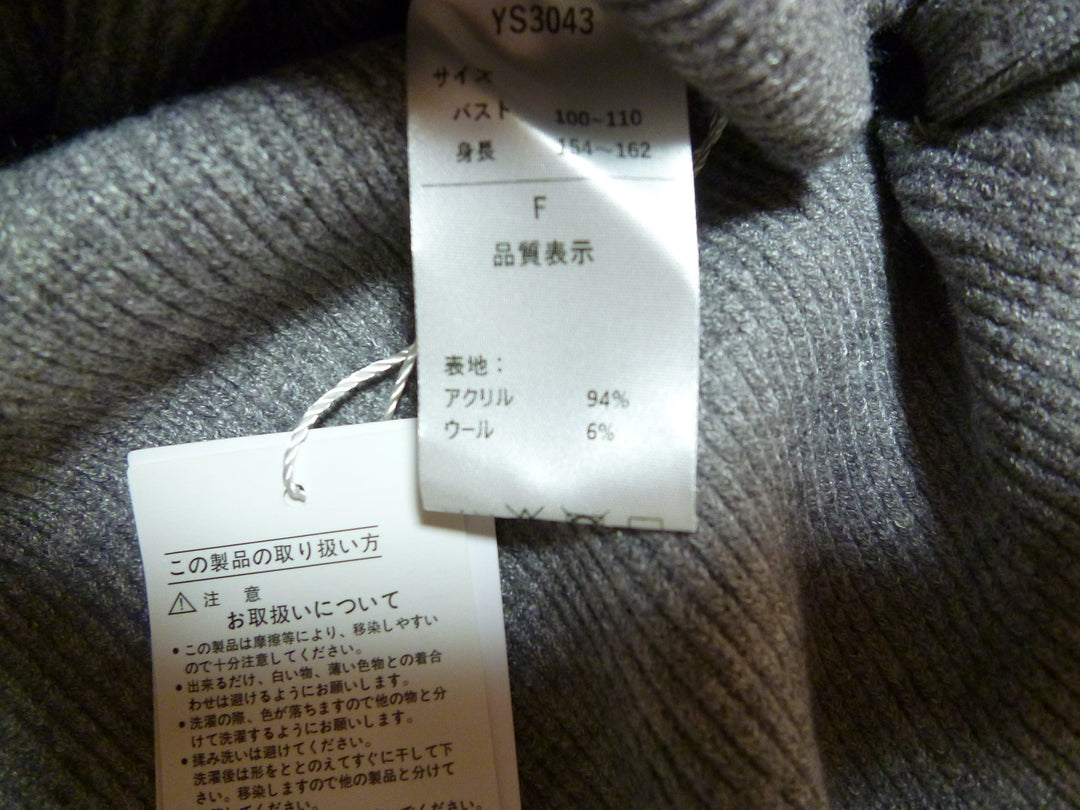 YS3043
サイズ
バスト 100~110
身長 154~162
F
品質表示
表地:
アクリル 94%
ウール 6%
この製品の取り扱い方
注 意
お取扱いについて
•この製品は摩擦等により、移染しやすい
ので十分注意してください。
•出来るだけ、白い物、薄い色物との着合
わせは避けるようにお願いします。
•洗濯の際、色が落ちますので他の物と分
けて洗濯するようにお願いします。
•揉み洗いは避けてください。
洗濯後は形をととのえてすぐに干して下
さい。移染しますので他の製品と分けて